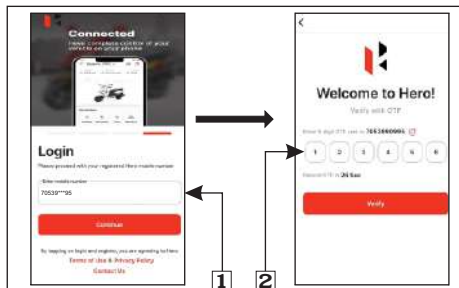 Connected
Have complete control of your
vehicle on your phone
Login
Please proceed with your registered Hero mobile number
Enter mobile number
70539***95
Continue
By tapping on login and register, you are agreeing to Hero
Terms of Use & Privacy Policy
Contact Us
1
Welcome to Hero!
Verify with OTP
Enter 6 digit OTP sent to
1 2 3 4 5 6
Resend OTP in
Verify
2